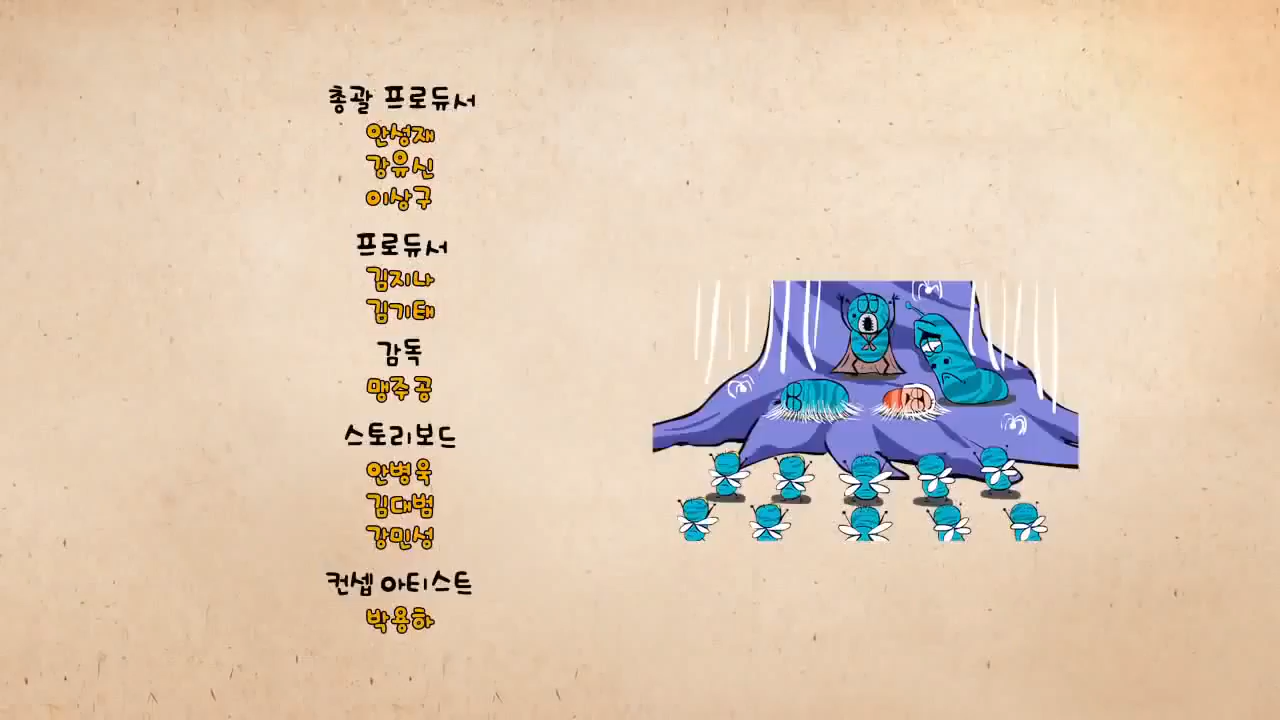 총괄 프로듀서
안성재
강유신
이상구
프로듀서
김지나
김기태
감독
맹주공
스토리보드
안병욱
김대범
강민성
컨셉 아티스트
박용하